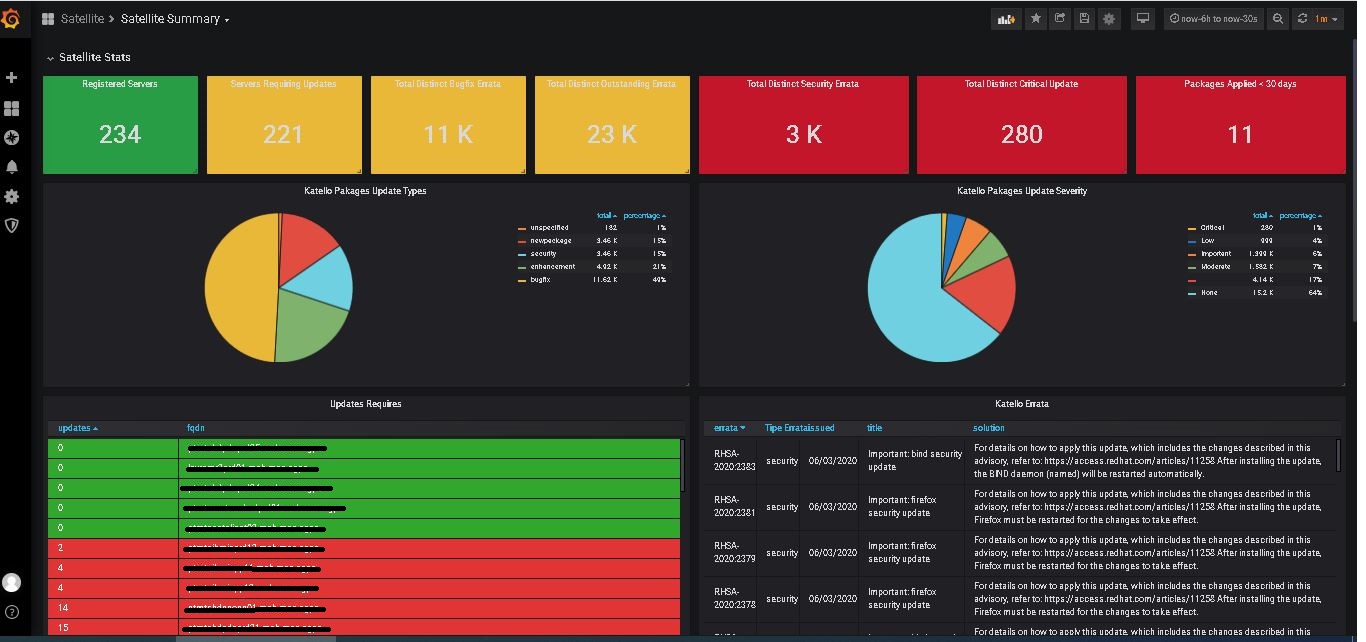 Satellite > Satellite Summary
now-6h to now-30s
1m
Satellite Stats
Registered Servers
234
Servers Requiring Updates
221
Total Distinct Bugfix Errata
11 K
Total Distinct Outstanding Errata
23 K
Total Distinct Security Errata
3 K
Total Distinct Critical Update
280
Packages Applied < 30 days
11
Katello Pakages Update Types
total percentage
unspecified 182 1%
newpackage 3.46 K 15%
security 3.46 K 15%
enhancement 4.92 K 21%
bugfix 11.62 K 49%
Katello Pakages Update Severity
total percentage
Critical 280 1%
Low 999 4%
Important 1.399 K 6%
Moderate 1.582 K 7%
4.14 K 17%
None 15.2 K 64%
Updates Requires
updates fqdn
0
0
0
0
0
2
4
4
14
15
Katello Errata
errata Tipe Errata issued title solution
RHSA-
2020:2383
security 06/03/2020
Important: bind security
update
For details on how to apply this update, which includes the changes described in this
advisory, refer to: https://access.redhat.com/articles/11258 After installing the update,
the BIND daemon (named) will be restarted automatically.
RHSA-
2020:2381
security 06/03/2020
Important: firefox
security update
For details on how to apply this update, which includes the changes described in this
advisory, refer to: https://access.redhat.com/articles/11258 After installing the update,
Firefox must be restarted for the changes to take effect.
RHSA-
2020:2379
security 06/03/2020
Important: firefox
security update
For details on how to apply this update, which includes the changes described in this
advisory, refer to: https://access.redhat.com/articles/11258 After installing the update,
Firefox must be restarted for the changes to take effect.
RHSA-
2020:2378
security 06/03/2020
Important: firefox
security update
For details on how to apply this update, which includes the changes described in this
advisory, refer to: https://access.redhat.com/articles/11258 After installing the update,
Firefox must be restarted for the changes to take effect.
RHSA-
Important: bind security
For details on how to apply this update, which includes the changes described in this